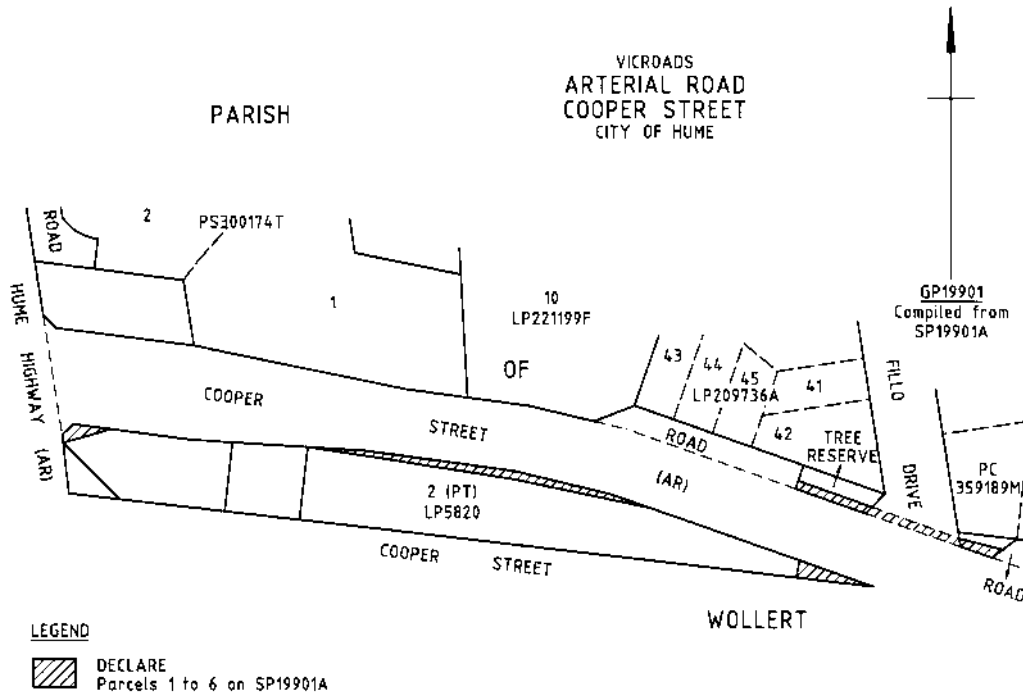 VICROADS
ARTERIAL ROAD
COOPER STREET
CITY OF HUME
PARISH
ROAD
2
PS300174T
1
10
LP221199F
OF
GP19901
Compiled from
SP19901A
HUME HIGHWAY (AR)
43
44
45
LP209736A
41
42
TREE
RESERVE
FILLO DRIVE
PC
359189M
COOPER STREET
ROAD
(AR)
2 (PT)
LP5820
COOPER STREET
ROAD
WOLLERT
LEGEND
DECLARE
Parcels 1 to 6 on SP19901A